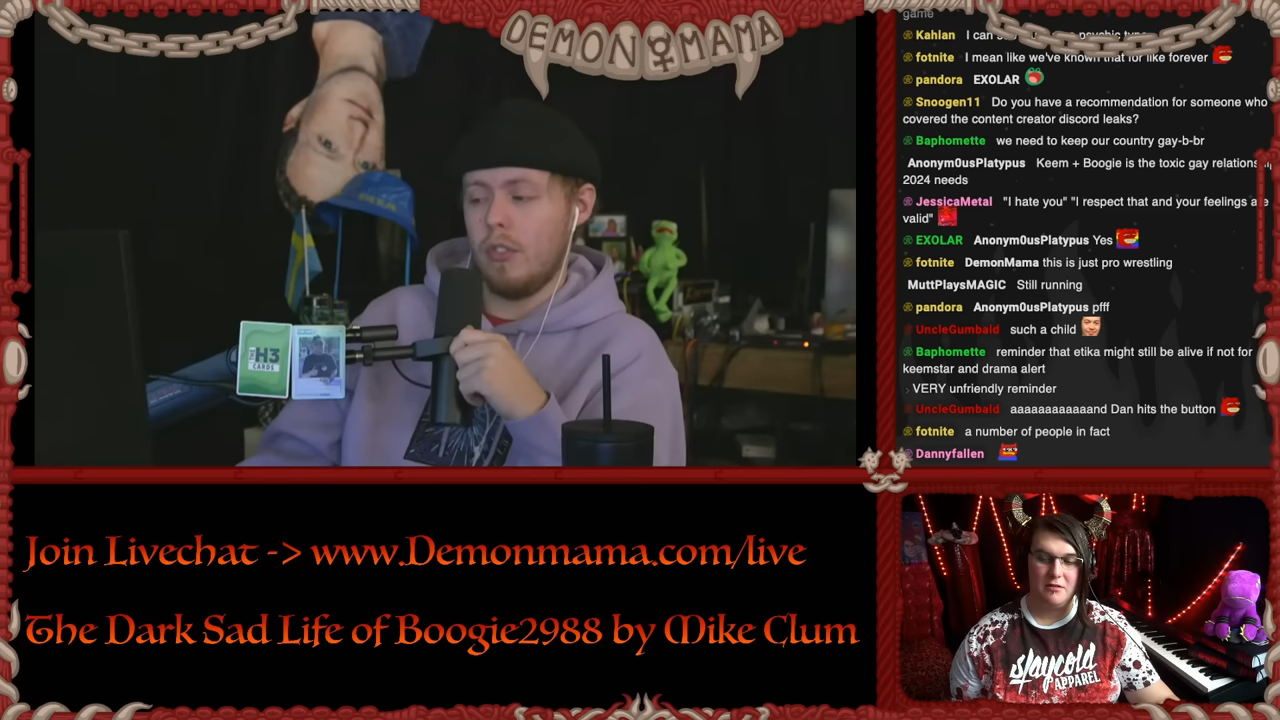 DEMON MAMA
game
Kahlan I can
fotnite I mean like we've known that for like forever
pandora EXOLAR
Snoogen11 Do you have a recommendation for someone who
covered the content creator discord leaks?
Baphomette we need to keep our country gay-b-br
Anonym0usPlatypus Keem + Boogie is the toxic gay
2024 needs
JessicaMetal "I hate you" "I respect that and your feelings are
valid"
EXOLAR Anonym0usPlatypus Yes
fotnite DemonMama this is just pro wrestling
MuttPlaysMAGIC Still running
pandora Anonym0usPlatypus pfff
UncleGumbald such a child
Baphomette reminder that etika might still be alive if not for
keemstar and drama alert
VERY unfriendly reminder
UncleGumbald aaaaaaaaaaaand Dan hits the button
fotnite a number of people in fact
Dannyfallen
THE
H3
CARDS
Join Livechat -> www.Demonmama.com/live
The Dark Sad Life of Boogie2988 by Mike Clum
staycold
APPAREL